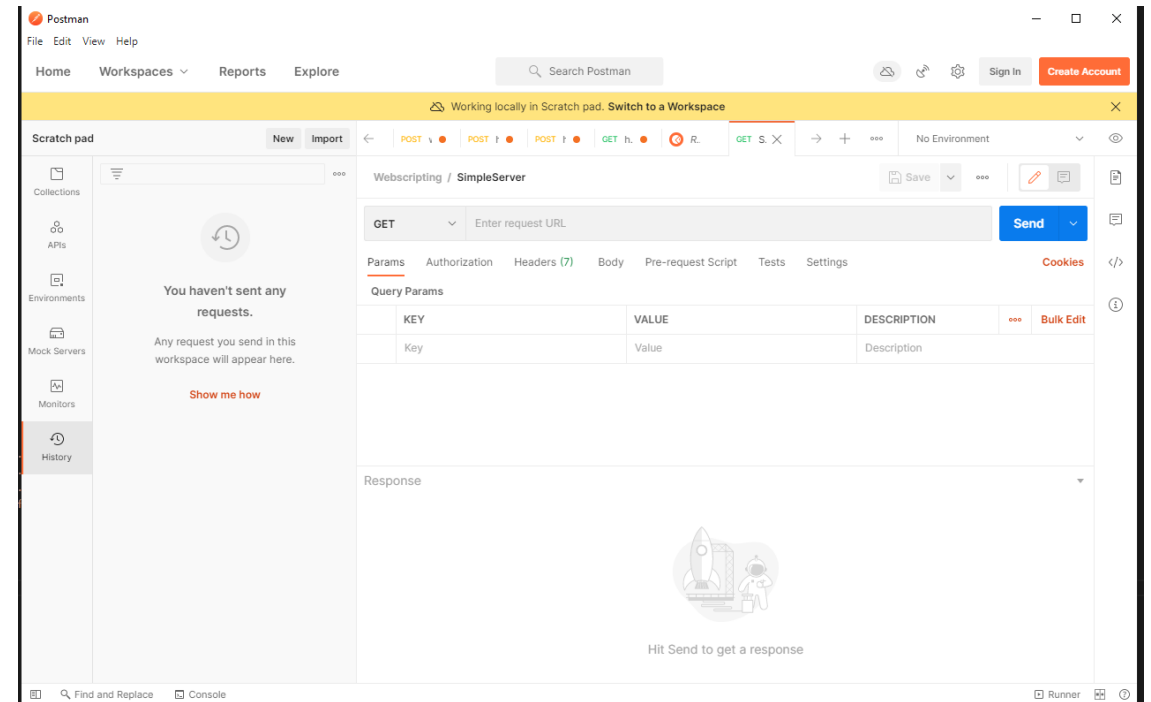 Postman
File Edit View Help
Home Workspaces Reports Explore
Search Postman
Sign In
Create Account
Working locally in Scratch pad. Switch to a Workspace
Scratch pad
New Import
POST
POST
POST
GET h.
R.
GET S.
No Environment
Collections
APIs
Environments
Mock Servers
Monitors
History
You haven't sent any
requests.
Any request you send in this
workspace will appear here.
Show me how
Webscripting / SimpleServer
Save
GET
Enter request URL
Send
Params Authorization Headers (7) Body Pre-request Script Tests Settings
Cookies
Query Params
KEY VALUE DESCRIPTION
Bulk Edit
Key Value Description
Response
Hit Send to get a response
Find and Replace Console
Runner